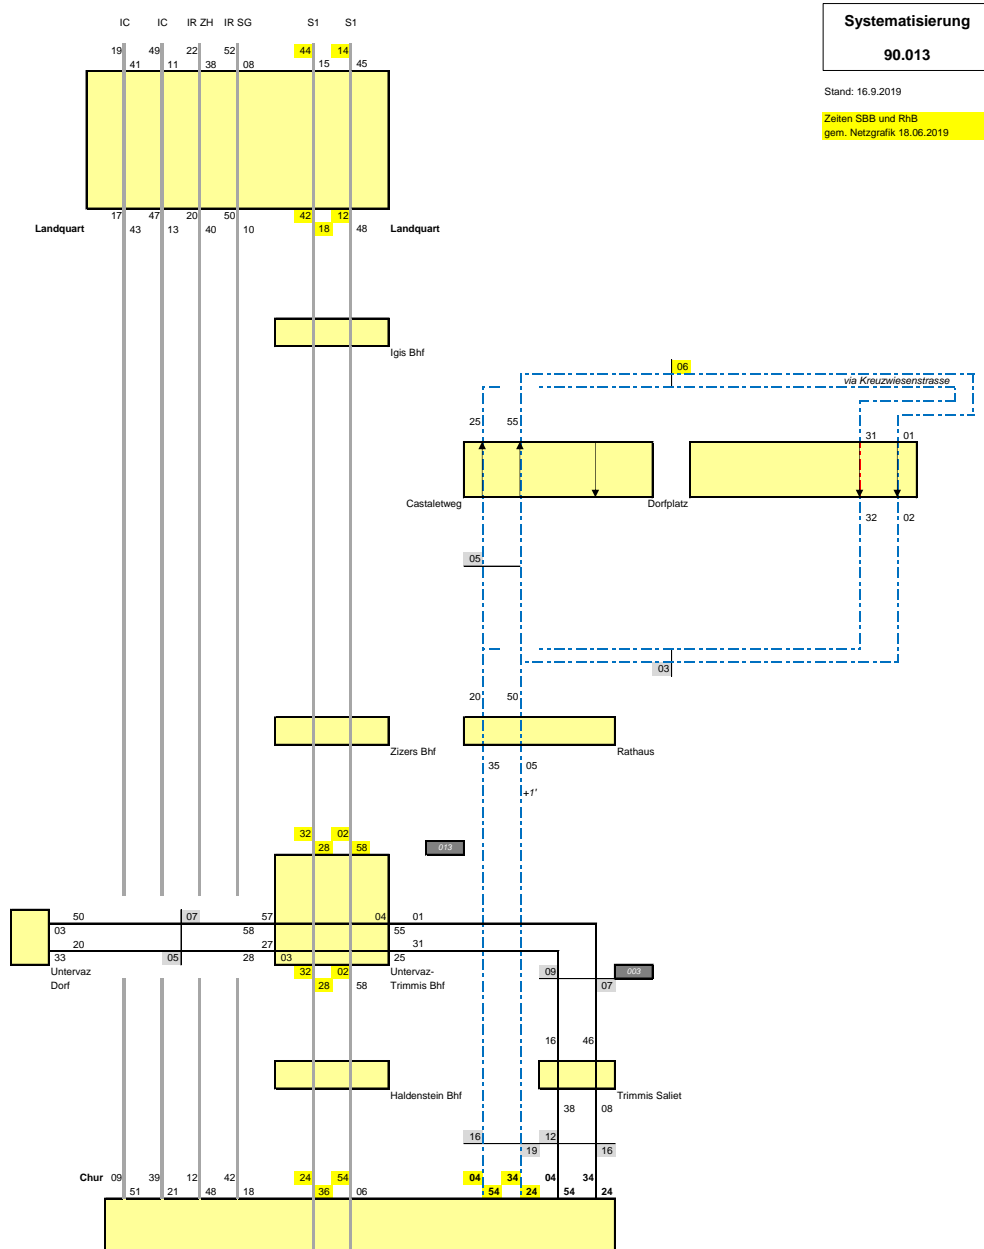 Systematisierung
90.013
Stand: 16.9.2019
Zeiten SBB und RhB
gem. Netzgrafik 18.06.2019
IC IC IR ZH IR SG S1 S1
19 49 22 52 44 14
41 11 38 08 15 45
17 47 20 50 42 12
Landquart 43 13 40 10 18 48 Landquart
Igis Bhf
06
via Kreuzwiesenstrasse
25 55 31 01
Castaletweg Dorfplatz
32 02
05
03
20 50
Zizers Bhf Rathaus
35 05
+1'
32 02
28 58 013
50 07 57 04 01
03 58 55
20 27 31
33 05 28 03 25
Untervaz 32 02 Untervaz- 09 003
Dorf 28 58 Trimmis Bhf 07
16 46
Haldenstein Bhf Trimmis Saliet
38 08
16 12
19 16
Chur 09 39 12 42 24 54 04 34 04 34
51 21 48 18 36 06 54 24 54 24